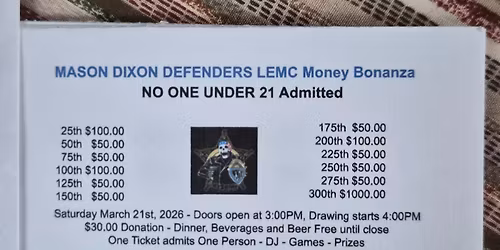 MASON DIXON DEFENDERS LEMC Money Bonanza
NO ONE UNDER 21 Admitted
25th $100.00
50th $50.00
75th $50.00
100th $100.00
125th $50.00
150th $50.00
175th $50.00
200th $100.00
225th $50.00
250th $50.00
275th $50.00
300th $1000.00
Saturday March 21st, 2026 - Doors open at 3:00PM, Drawing starts 4:00PM
$30.00 Donation - Dinner, Beverages and Beer Free until close
One Ticket admits One Person - DJ - Games - Prizes